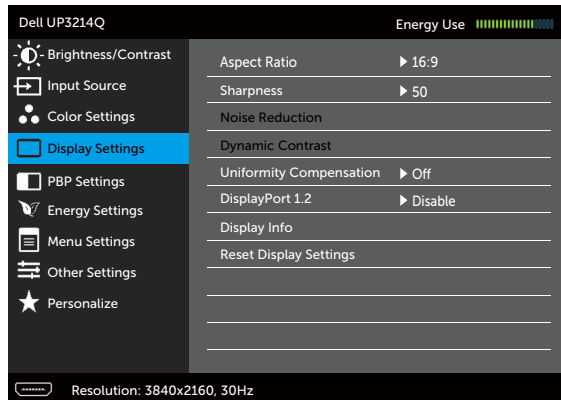 Dell UP3214Q
Energy Use
Brightness/Contrast
Input Source
Color Settings
Display Settings
PBP Settings
Energy Settings
Menu Settings
Other Settings
Personalize
Aspect Ratio 16:9
Sharpness 50
Noise Reduction
Dynamic Contrast
Uniformity Compensation Off
DisplayPort 1.2 Disable
Display Info
Reset Display Settings
Resolution: 3840x2160, 30Hz